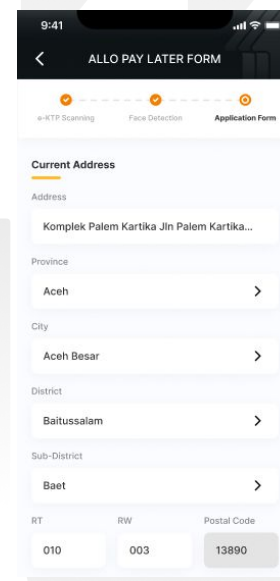 9:41
ALLO PAY LATER FORM
e-KTP Scanning Face Detection Application Form
Current Address
Address
Komplek Palem Kartika Jln Palem Kartika...
Province
Aceh
City
Aceh Besar
District
Baitussalam
Sub-District
Baet
RT RW Postal Code
010 003 13890